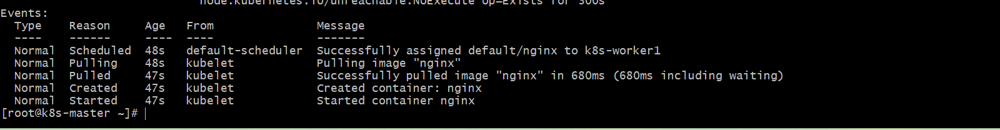 node.kubernetes.io/unreachable:NoExecute op=Exists for 300s
Events:
  Type    Reason     Age   From               Message
  ----    ------     ----  ----               -------
  Normal  Scheduled  48s   default-scheduler  Successfully assigned default/nginx to k8s-worker1
  Normal  Pulling    48s   kubelet            Pulling image "nginx"
  Normal  Pulled     47s   kubelet            Successfully pulled image "nginx" in 680ms (680ms including waiting)
  Normal  Created    47s   kubelet            Created container: nginx
  Normal  Started    47s   kubelet            Started container nginx
[root@k8s-master ~]#